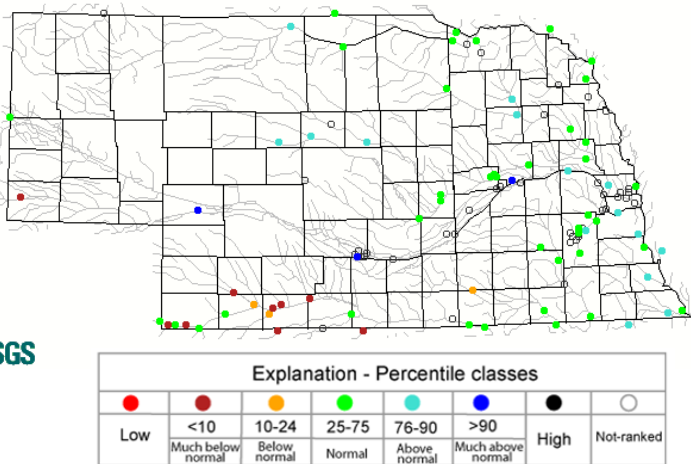 SGS
Explanation - Percentile classes
Low <10 10-24 25-75 76-90 >90 High Not-ranked
Much below normal Below normal Normal Above normal Much above normal